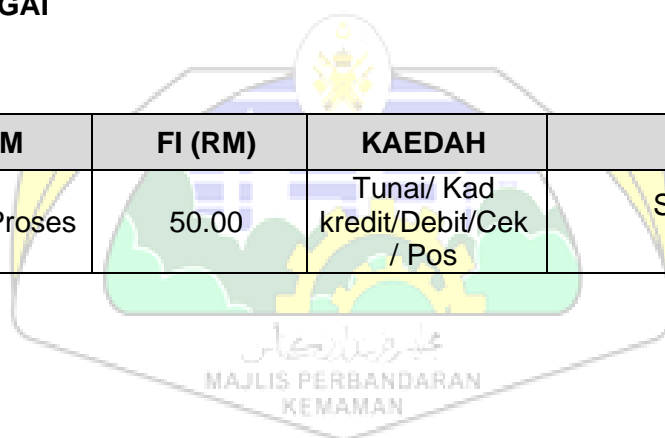 GAI
M FI (RM) KAEDAH
Proses 50.00 Tunai/ Kad
kredit/Debit/Cek
/ Pos
S
MAJLIS PERBANDARAN
KEMAMAN